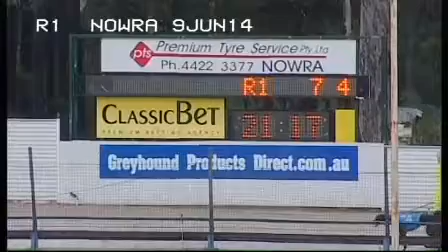 R1 NOWRA 9JUN14
pts Premium Tyre Service Pty.Ltd
Ph.4422 3377 NOWRA
R1 7 4
CLASSICBET
PREMIUM BETTING AGENCY
21:17
Greyhound Products Direct.com.au